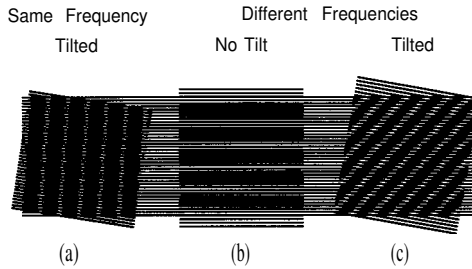 Same Frequency
Different Frequencies
Tilted
No Tilt
Tilted
(a)
(b)
(c)